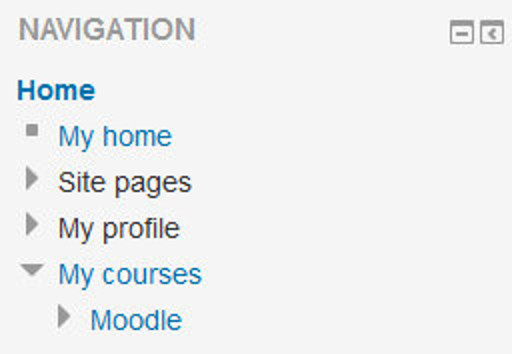 NAVIGATION
Home
My home
Site pages
My profile
My courses
Moodle